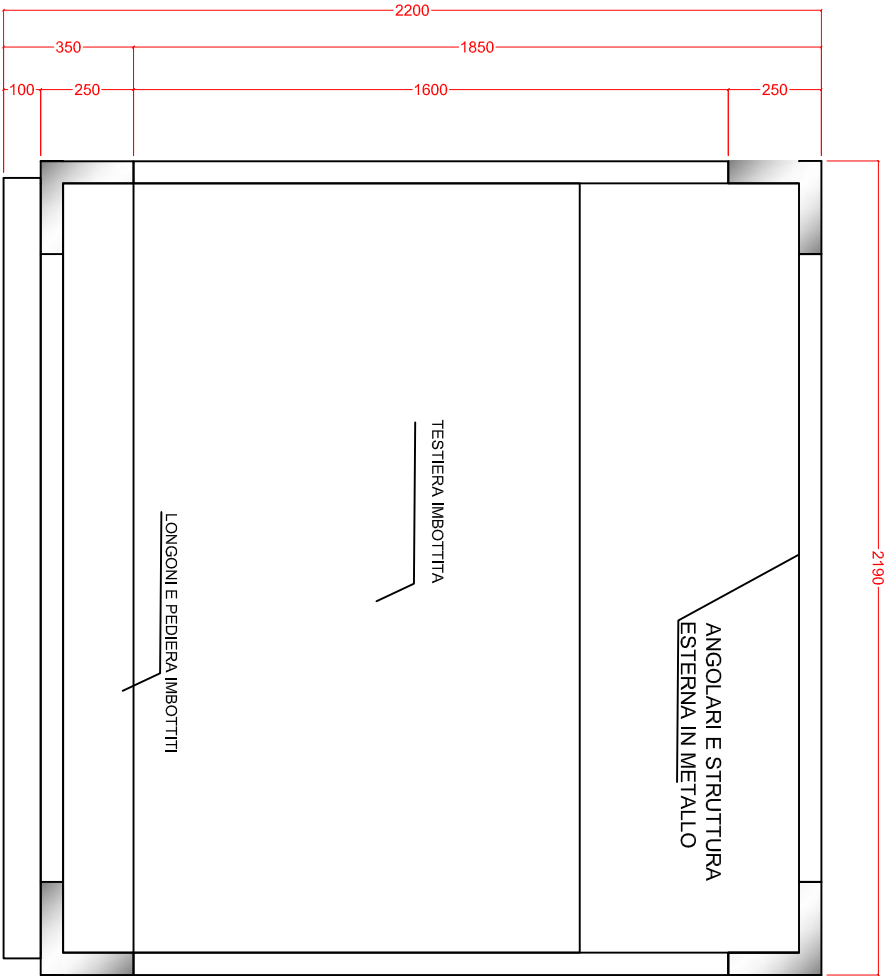 2200
350
1850
100
250
1600
250
2190
ANGOLARI E STRUTTURA
ESTERNA IN METALLO
TESTIERA IMBOTTITA
LONGONI E PEDIERA IMBOTTITI